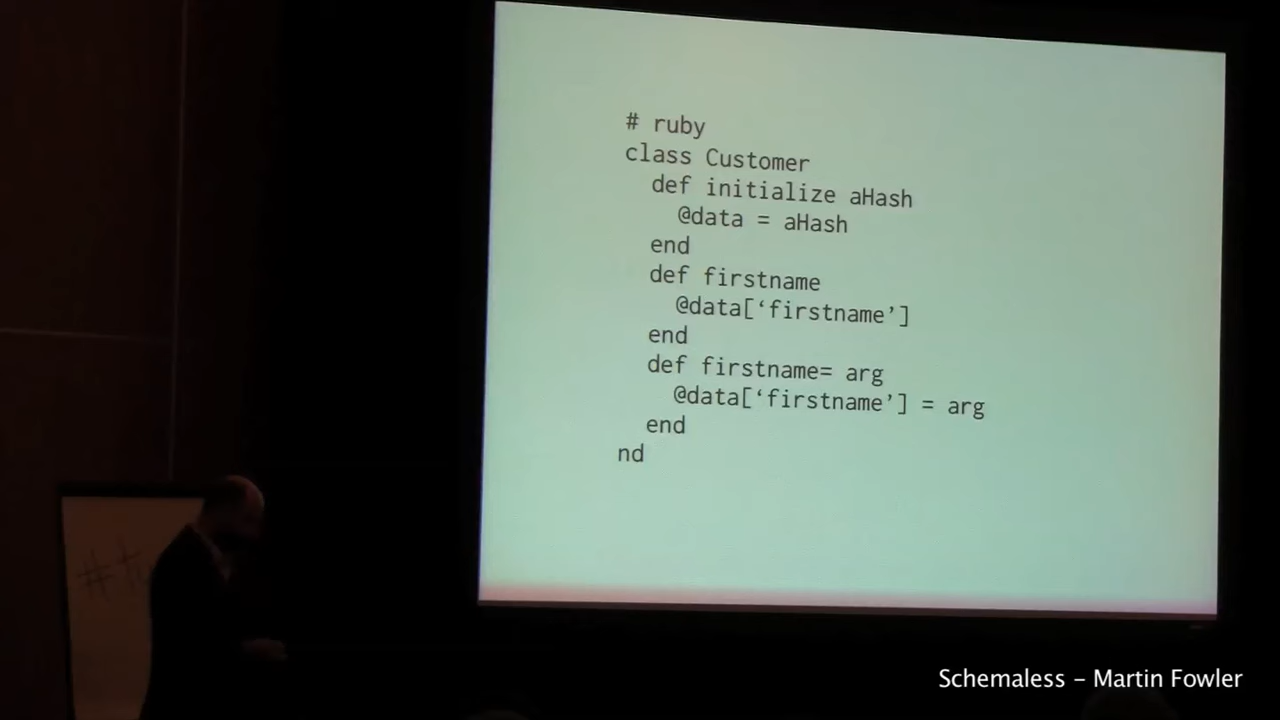 # ruby
class Customer
def initialize aHash
@data = aHash
end
def firstname
@data[‘firstname’]
end
def firstname= arg
@data[‘firstname’] = arg
end
nd
Schemaless – Martin Fowler